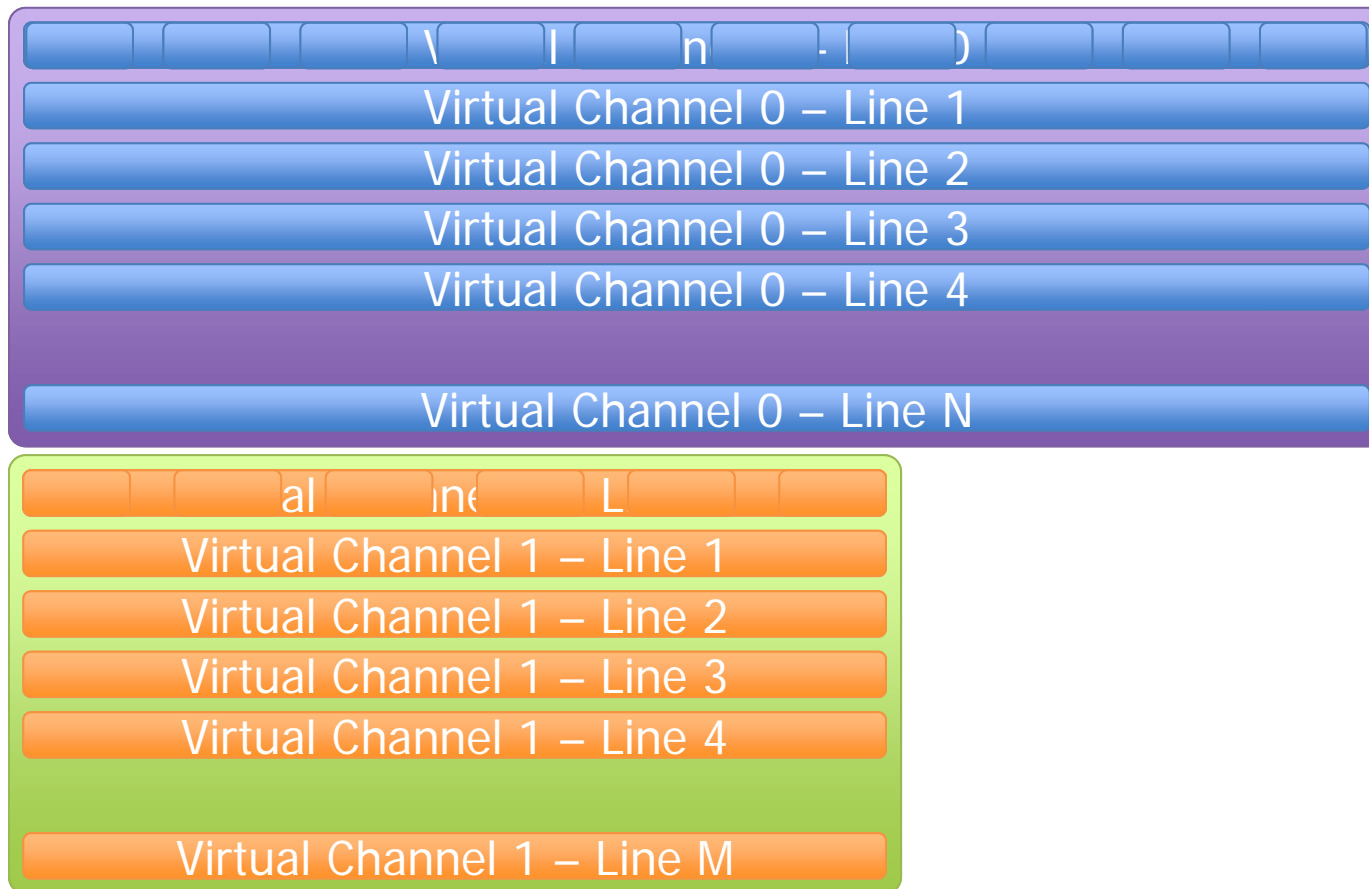 Virtual Channel 0 – Line 1
Virtual Channel 0 – Line 2
Virtual Channel 0 – Line 3
Virtual Channel 0 – Line 4
Virtual Channel 0 – Line N
Virtual Channel 1 – Line 1
Virtual Channel 1 – Line 2
Virtual Channel 1 – Line 3
Virtual Channel 1 – Line 4
Virtual Channel 1 – Line M